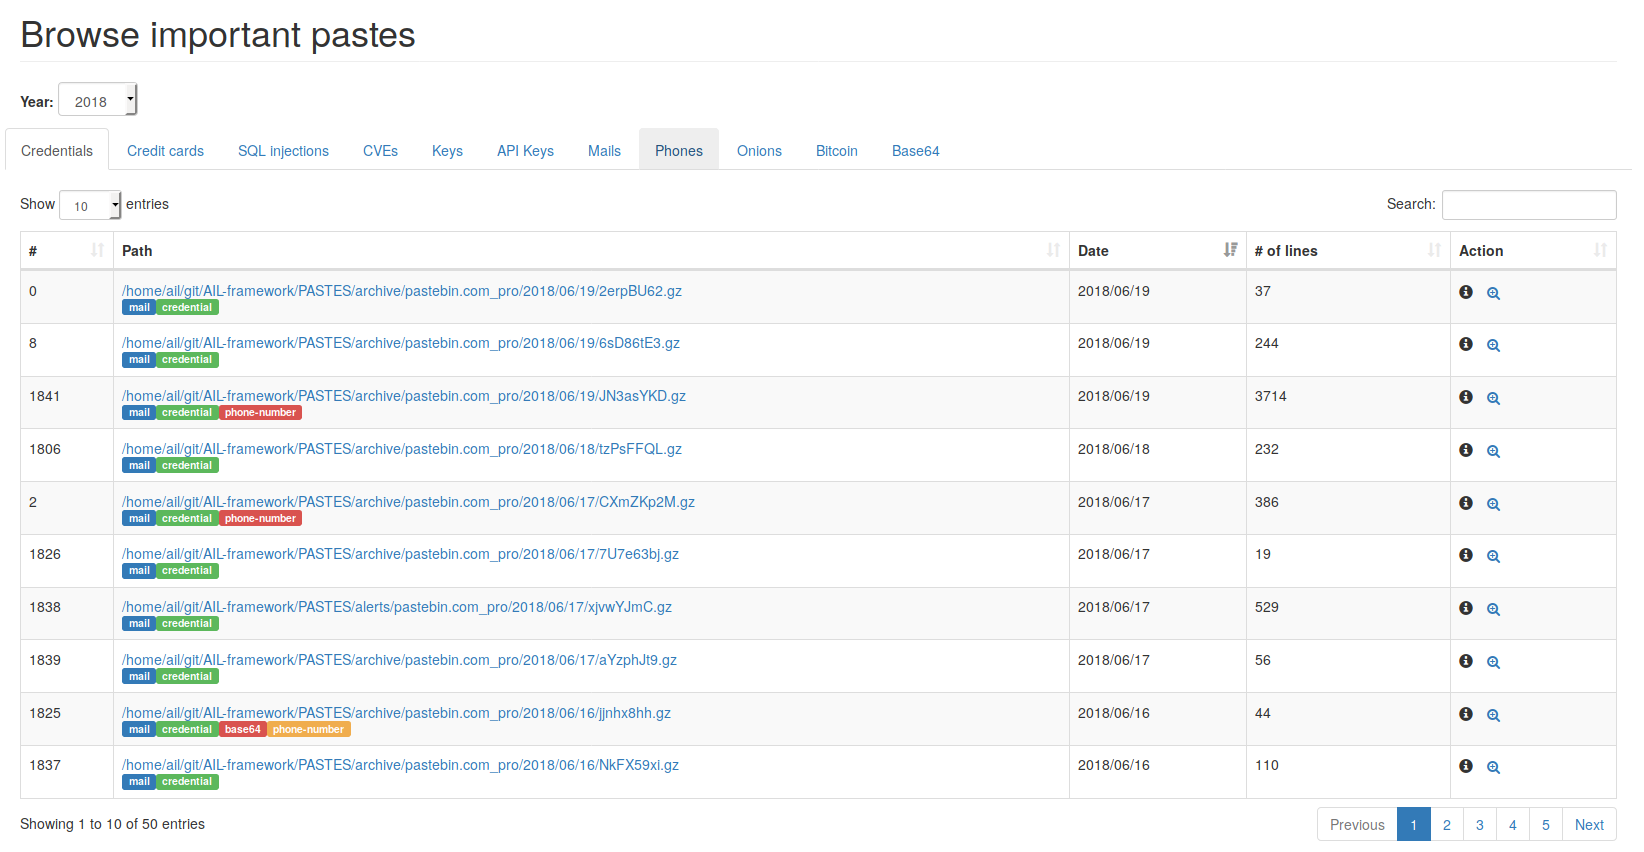 Browse important pastes
Year: 2018
Credentials Credit cards SQL injections CVEs Keys API Keys Mails Phones Onions Bitcoin Base64
Show 10 entries Search:
# Path Date # of lines Action
0 /home/ail/git/AIL-framework/PASTES/archive/pastebin.com_pro/2018/06/19/2erpBU62.gz 2018/06/19 37
mail credential
8 /home/ail/git/AIL-framework/PASTES/archive/pastebin.com_pro/2018/06/19/6sD86tE3.gz 2018/06/19 244
mail credential
1841 /home/ail/git/AIL-framework/PASTES/archive/pastebin.com_pro/2018/06/19/JN3asYKD.gz 2018/06/19 3714
mail credential phone-number
1806 /home/ail/git/AIL-framework/PASTES/archive/pastebin.com_pro/2018/06/18/tzPsFFQL.gz 2018/06/18 232
mail credential
2 /home/ail/git/AIL-framework/PASTES/archive/pastebin.com_pro/2018/06/17/CXmZKp2M.gz 2018/06/17 386
mail credential phone-number
1826 /home/ail/git/AIL-framework/PASTES/archive/pastebin.com_pro/2018/06/17/7U7e63bj.gz 2018/06/17 19
mail credential
1838 /home/ail/git/AIL-framework/PASTES/alerts/pastebin.com_pro/2018/06/17/xjvwYJmC.gz 2018/06/17 529
mail credential
1839 /home/ail/git/AIL-framework/PASTES/archive/pastebin.com_pro/2018/06/17/aYzphJt9.gz 2018/06/17 56
mail credential
1825 /home/ail/git/AIL-framework/PASTES/archive/pastebin.com_pro/2018/06/16/jjnhx8hh.gz 2018/06/16 44
mail credential base64 phone-number
1837 /home/ail/git/AIL-framework/PASTES/archive/pastebin.com_pro/2018/06/16/NkFX59xi.gz 2018/06/16 110
mail credential
Showing 1 to 10 of 50 entries Previous 1 2 3 4 5 Next